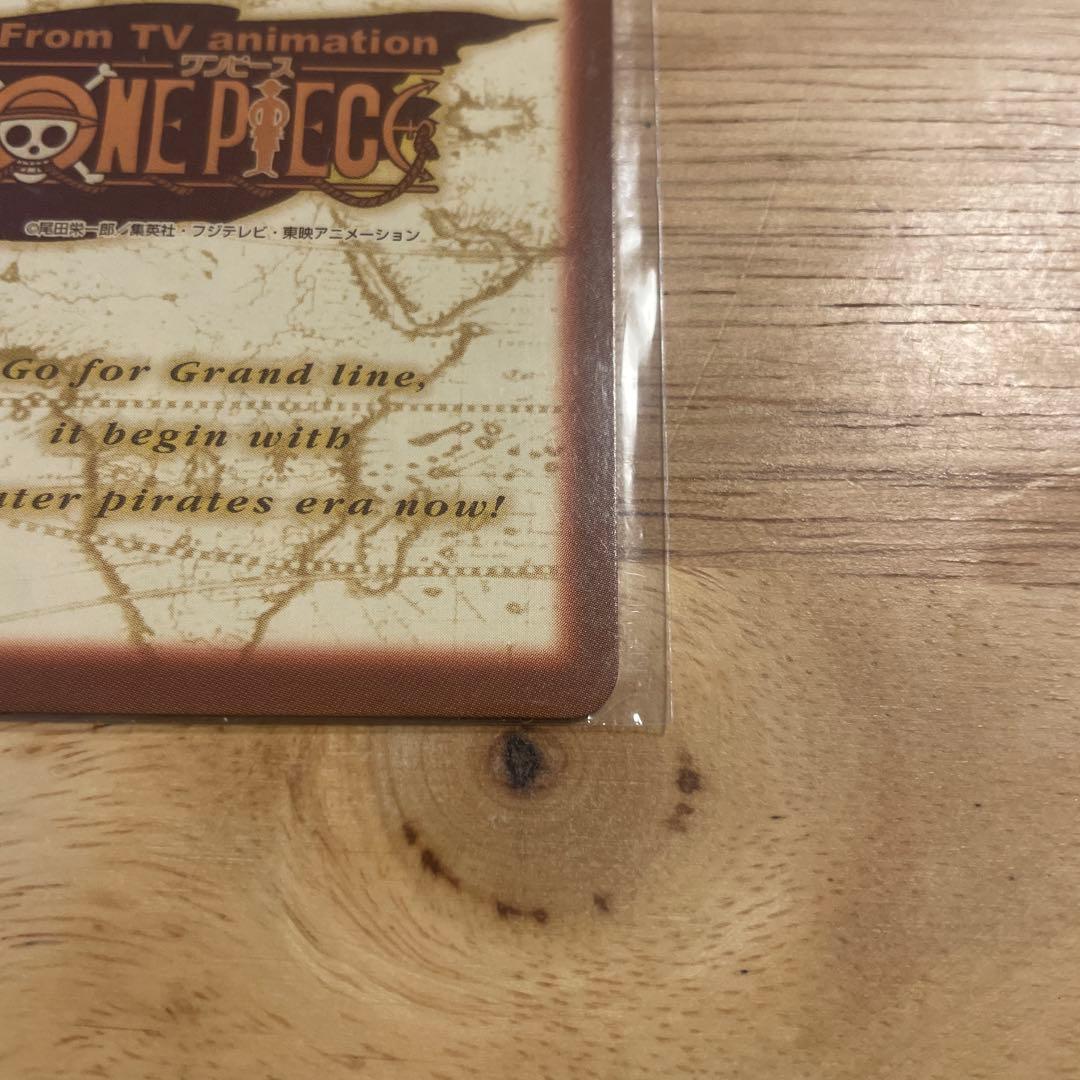 From TV animation
ワンピース
ONE PIECE
©尾田栄一郎/集英社・フジテレビ・東映アニメーション
Go for Grand line,
it begin with
pirates era now!